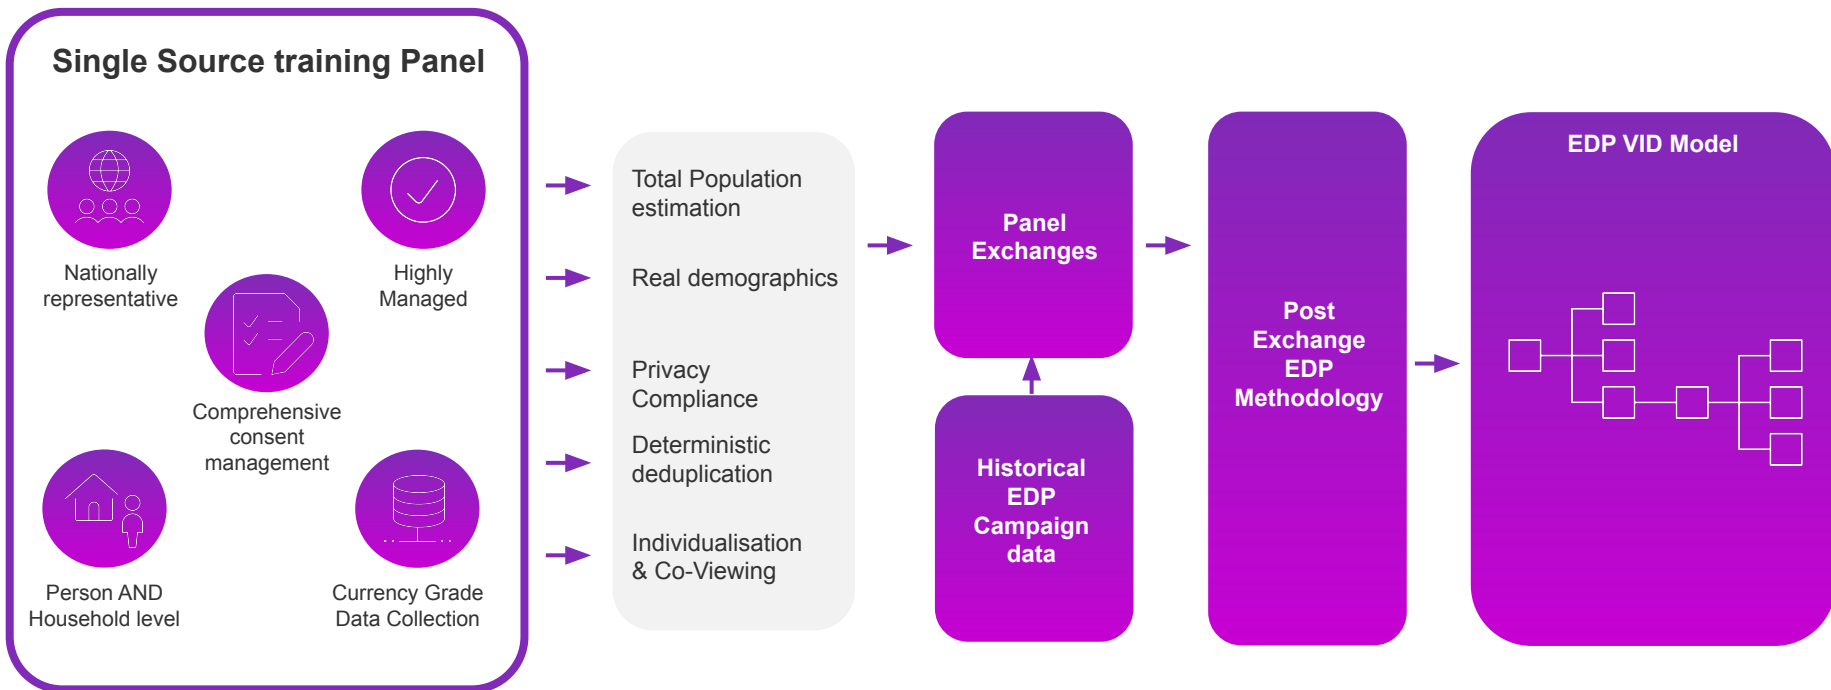 Single Source training Panel
Nationally
representative
Highly
Managed
Comprehensive
consent
management
Person AND
Household level
Currency Grade
Data Collection
Total Population
estimation
Real demographics
Privacy
Compliance
Deterministic
deduplication
Individualisation
& Co-Viewing
Panel
Exchanges
Historical
EDP
Campaign
data
Post
Exchange
EDP
Methodology
EDP VID Model